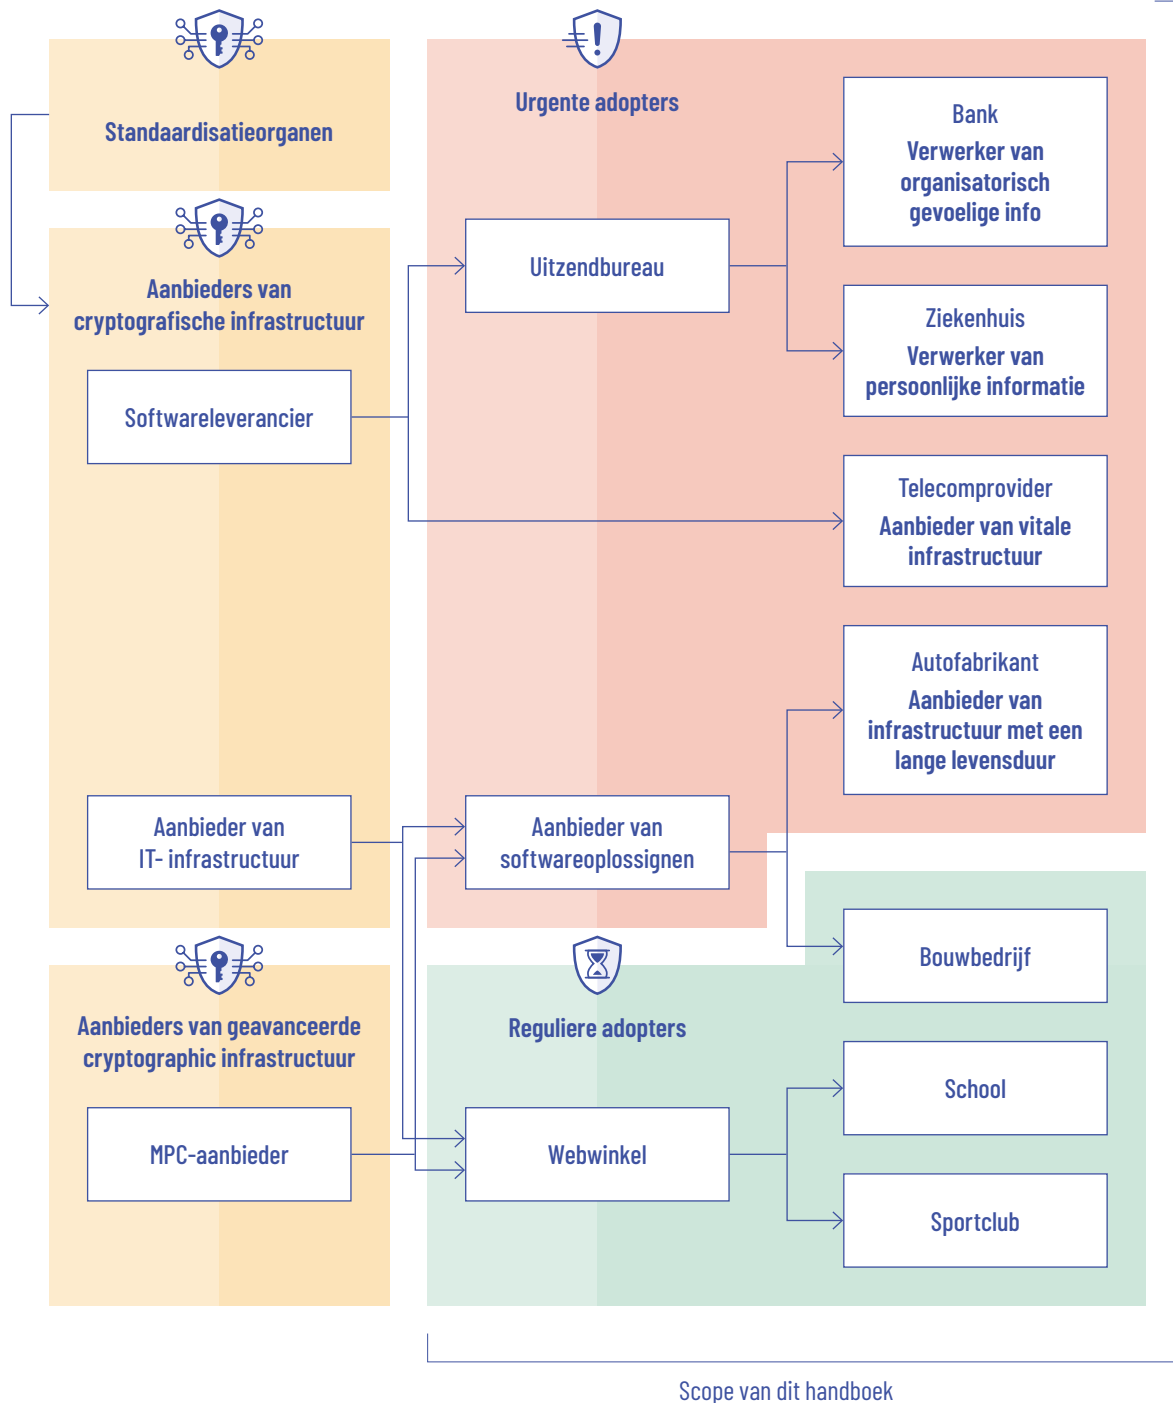 Standaardisatieorganen
Aanbieders van
cryptografische infrastructuur
Softwareleverancier
Aanbieder van
IT- infrastructuur
Aanbieders van geavanceerde
cryptographic infrastructuur
MPC-aanbieder
Urgente adopters
Uitzendbureau
Aanbieder van
softwareoplossignen
Bank
Verwerker van
organisatorisch
gevoelige info
Ziekenhuis
Verwerker van
persoonlijke informatie
Telecomprovider
Aanbieder van vitale
infrastructuur
Autofabrikant
Aanbieder van
infrastructuur met een
lange levensduur
Reguliere adopters
Webwinkel
Bouwbedrijf
School
Sportclub
Scope van dit handboek